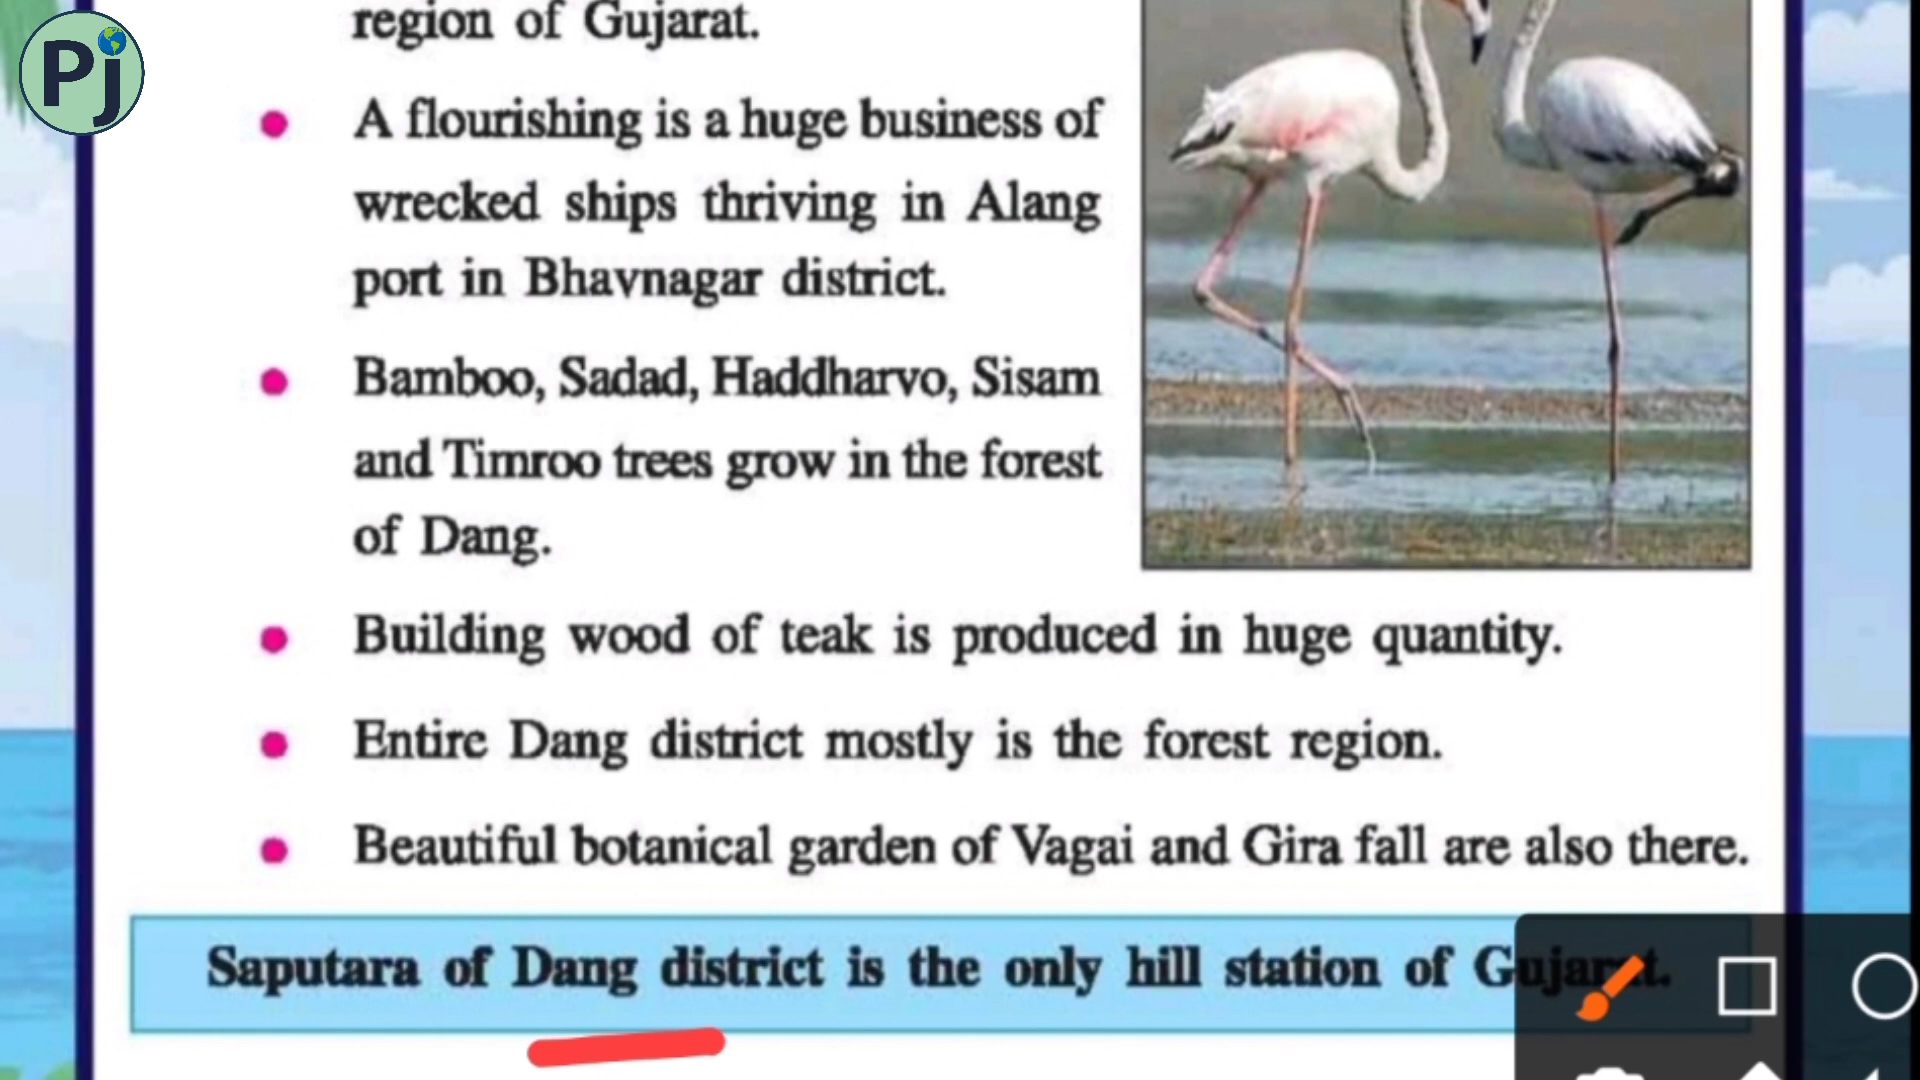 Pj
region of Gujarat.
A flourishing is a huge business of
wrecked ships thriving in Alang
port in Bhavnagar district.
Bamboo, Sadad, Haddharvo, Sisam
and Timroo trees grow in the forest
of Dang.
Building wood of teak is produced in huge quantity.
Entire Dang district mostly is the forest region.
Beautiful botanical garden of Vagai and Gira fall are also there.
Saputara of Dang district is the only hill station of Gujarat.